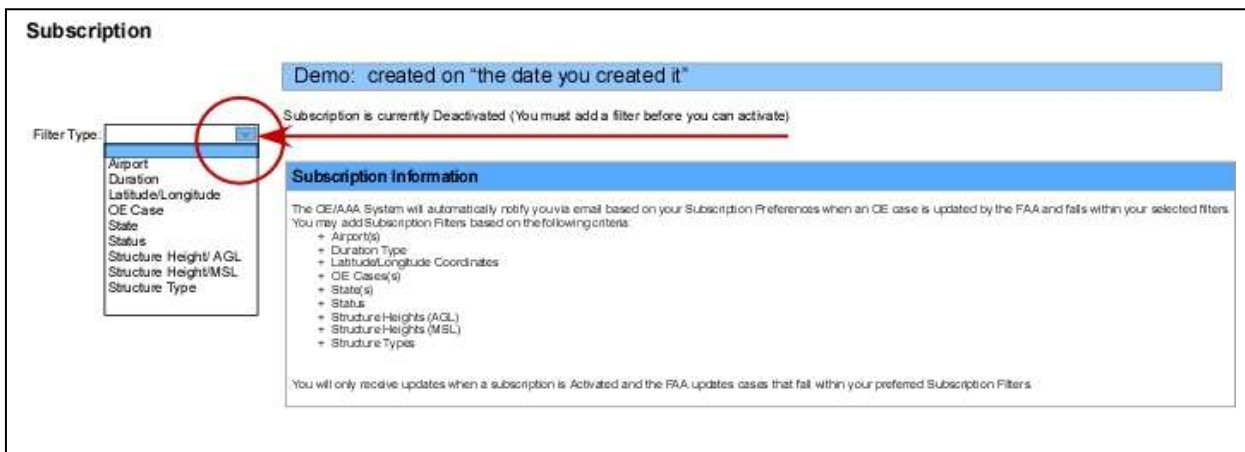 Subscription
Demo: created on "the date you created it"
Subscription is currently Deactivated (You must add a filter before you can activate)
Filter Type:
Airport
Duration
Latitude/Longitude
OE Case
State
Status
Structure Height/ AGL
Structure Height/MSL
Structure Type
Subscription Information
The OE/AAA System will automatically notify you via email based on your Subscription Preferences when an OE case is updated by the FAA and falls within your selected filters
You may add Subscription Filters based on the following criteria:
+ Airport(s)
+ Duration Type
+ Latitude/Longitude Coordinates
+ OE Cases(s)
+ State(s)
+ Status
+ Structure Heights (AGL)
+ Structure Heights (MSL)
+ Structure Types
You will only receive updates when a subscription is Activated and the FAA updates cases that fall within your preferred Subscription Filters.